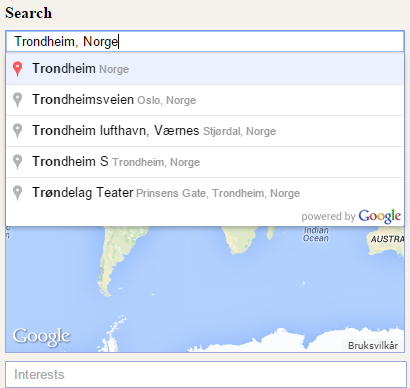 Search
Trondheim, Norge
Trondheim Norge
Trondheimsveien Oslo, Norge
Trondheim lufthavn, Værnes Stjørdal, Norge
Trondheim S Trondheim, Norge
Trøndelag Teater Prinsens Gate, Trondheim, Norge
powered by Google
Indian
Ocean
AUSTRA
Google
Bruksvilkår
Interests